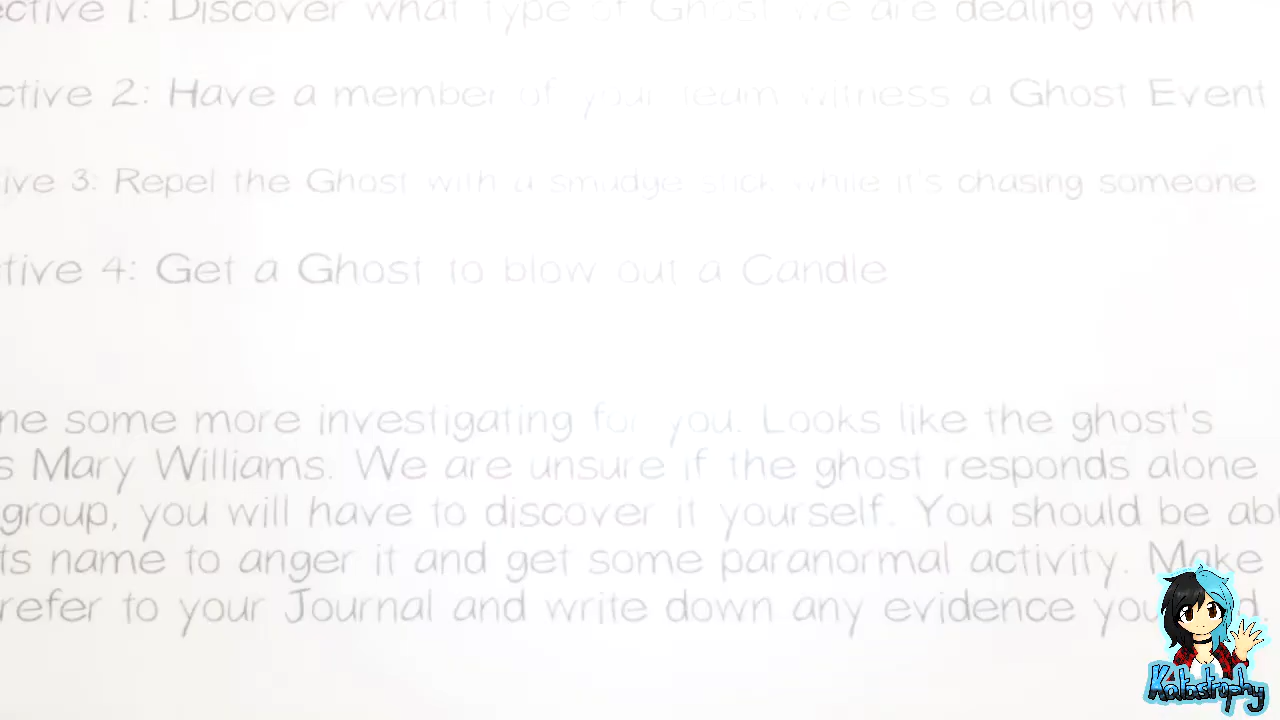 ective 1: Discover what type of Ghost we are dealing with
ctive 2: Have a member of your team witness a Ghost Event
ive 3: Repel the Ghost with a smudge stick while it's chasing someone
tive 4: Get a Ghost to blow out a Candle
ne some more investigating for you. Looks like the ghost's
s Mary Williams. We are unsure if the ghost responds alone
group, you will have to discover it yourself. You should be abl
ts name to anger it and get some paranormal activity. Make
refer to your Journal and write down any evidence you
Katastrophy